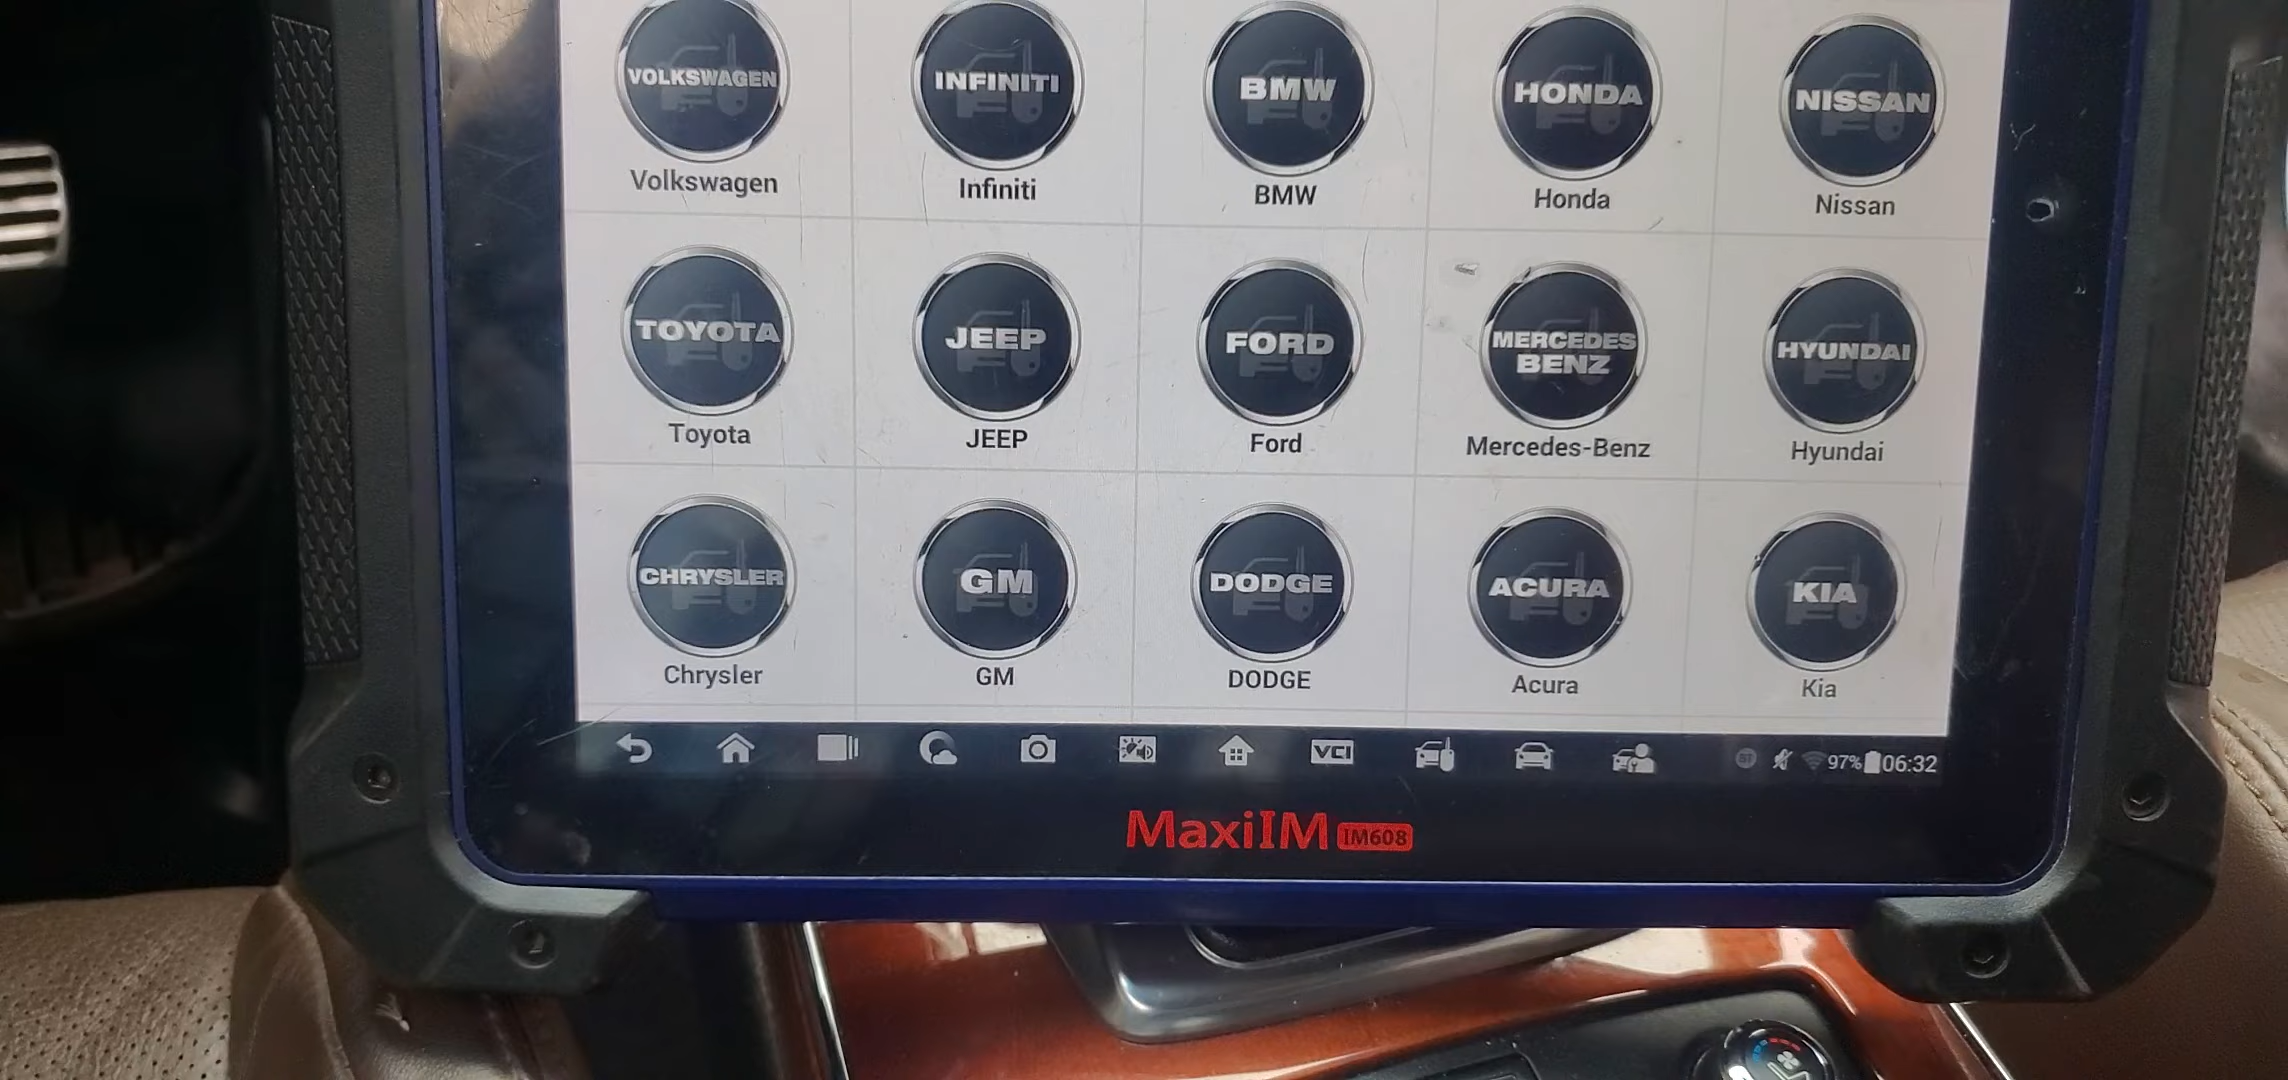 VOLKSWAGEN INFINITI BMW HONDA NISSAN
Volkswagen Infiniti BMW Honda Nissan
TOYOTA JEEP FORD MERCEDES BENZ HYUNDAI
Toyota JEEP Ford Mercedes-Benz Hyundai
CHRYSLER GM DODGE ACURA KIA
Chrysler GM DODGE Acura Kia
VCI 97% 06:32
MaxiIM IM608